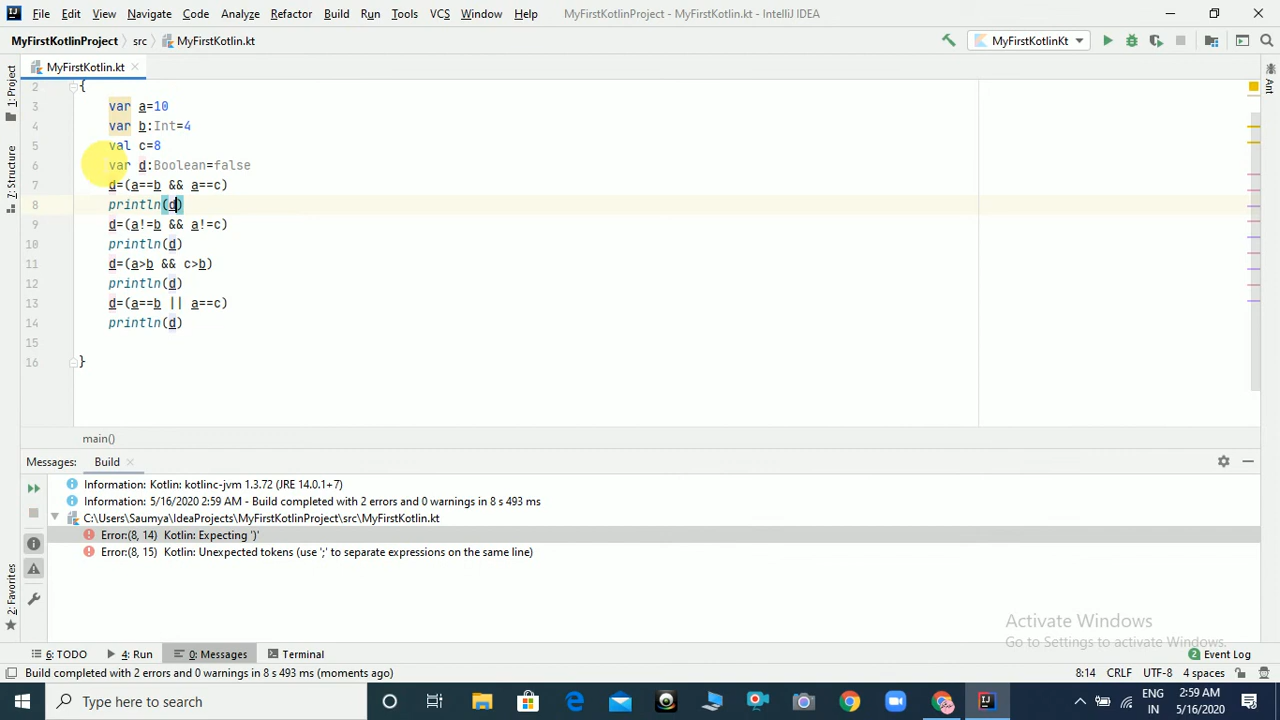 File Edit View Navigate Code Analyze Refactor Build Run Tools VCS Window Help MyFirstKotlinProject - MyFirstKotlin.kt - IntelliJ IDEA
MyFirstKotlinProject src MyFirstKotlin.kt MyFirstKotlinKt
MyFirstKotlin.kt
1: Project
7: Structure
2: Favorites
Ant
2 {
3 var a=10
4 var b:Int=4
5 val c=8
6 var d:Boolean=false
7 d=(a==b && a==c)
8 println(d)
9 d=(a!=b && a!=c)
10 println(d)
11 d=(a>b && c>b)
12 println(d)
13 d=(a==b || a==c)
14 println(d)
15
16 }
main()
Messages: Build
Information: Kotlin: kotlinc-jvm 1.3.72 (JRE 14.0.1+7)
Information: 5/16/2020 2:59 AM - Build completed with 2 errors and 0 warnings in 8 s 493 ms
C:\Users\Saumya\IdeaProjects\MyFirstKotlinProject\src\MyFirstKotlin.kt
Error:(8, 14) Kotlin: Expecting ')'
Error:(8, 15) Kotlin: Unexpected tokens (use ';' to separate expressions on the same line)
Activate Windows
Go to Settings to activate Windows.
6: TODO 4: Run 0: Messages Terminal 2 Event Log
Build completed with 2 errors and 0 warnings in 8 s 493 ms (moments ago) 8:14 CRLF UTF-8 4 spaces
Type here to search
ENG 2:59 AM
IN 5/16/2020